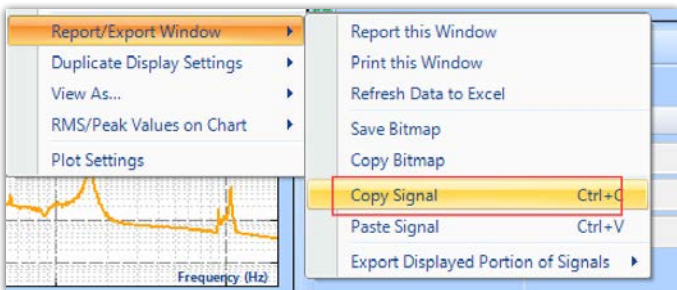 Report/Export Window
Duplicate Display Settings
View As...
RMS/Peak Values on Chart
Plot Settings
Frequency (Hz)
Report this Window
Print this Window
Refresh Data to Excel
Save Bitmap
Copy Bitmap
Copy Signal Ctrl+C
Paste Signal Ctrl+V
Export Displayed Portion of Signals